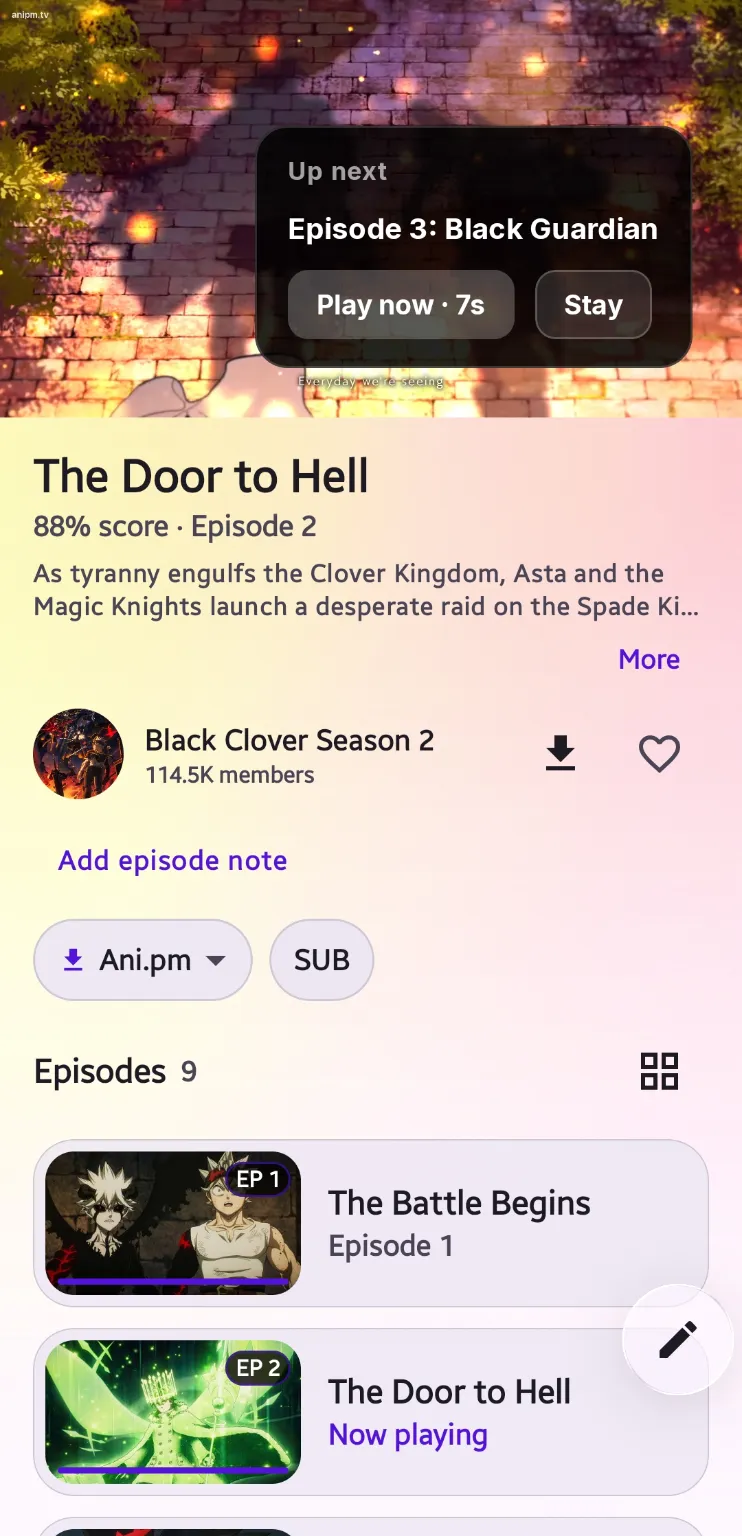 anipm.tv
Up next
Episode 3: Black Guardian
Play now · 7s
Stay
Everyday we're seeing
The Door to Hell
88% score · Episode 2
As tyranny engulfs the Clover Kingdom, Asta and the
Magic Knights launch a desperate raid on the Spade Ki...
More
Black Clover Season 2
114.5K members
Add episode note
Ani.pm
SUB
Episodes 9
EP 1
The Battle Begins
Episode 1
EP 2
The Door to Hell
Now playing